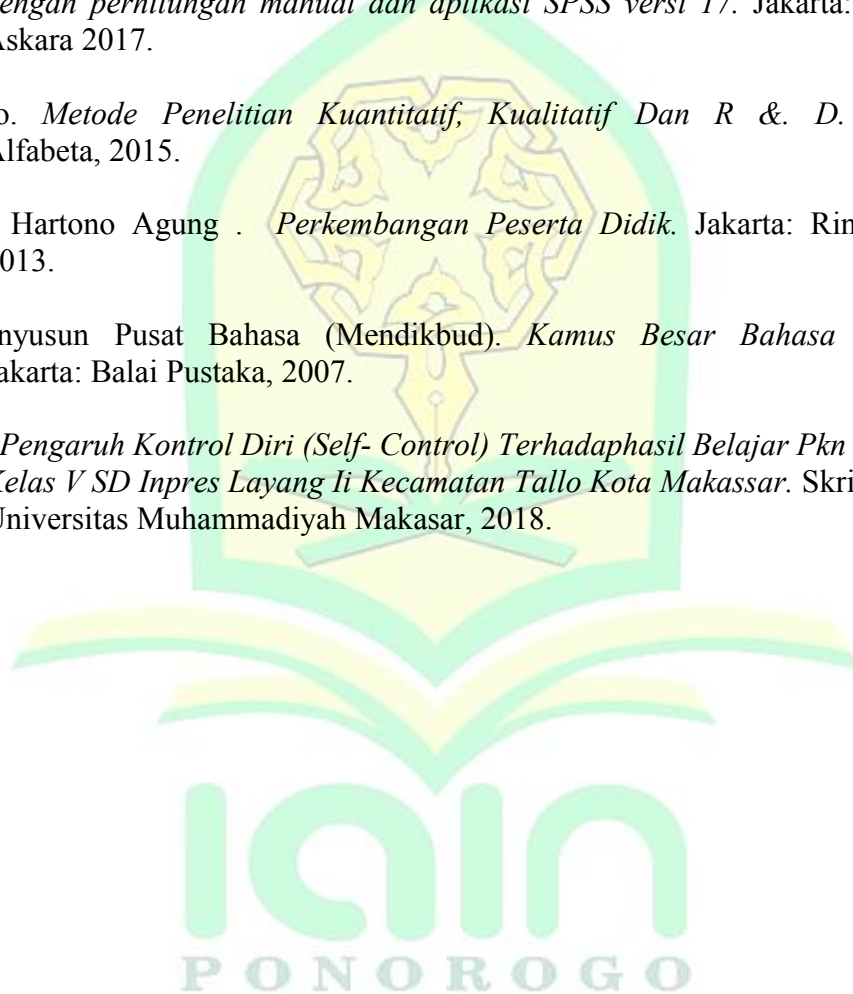 engan perhitungan manual dan aplikasi SPSS versi 17. Jakarta:
Askara 2017.
o. Metode Penelitian Kuantitatif, Kualitatif Dan R &. D.
Alfabeta, 2015.
Hartono Agung . Perkembangan Peserta Didik. Jakarta: Rin
013.
nyusun Pusat Bahasa (Mendikbud). Kamus Besar Bahasa
akarta: Balai Pustaka, 2007.
Pengaruh Kontrol Diri (Self- Control) Terhadaphasil Belajar Pkn
Kelas V SD Inpres Layang Ii Kecamatan Tallo Kota Makassar. Skri
Universitas Muhammadiyah Makasar, 2018.
iain
PONOROGO